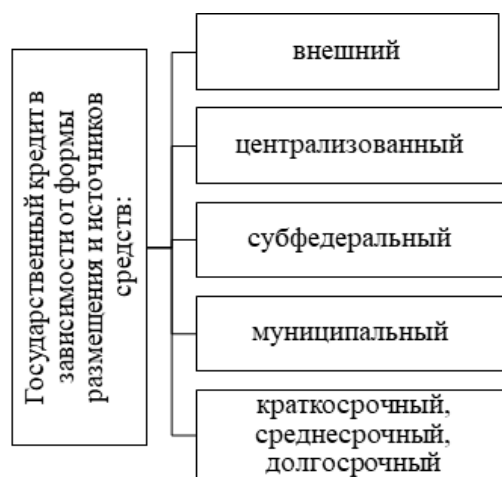 Государственный кредит в
зависимости от формы
размещения и источников
средств:
внешний
централизованный
субфедеральный
муниципальный
краткосрочный,
среднесрочный,
долгосрочный